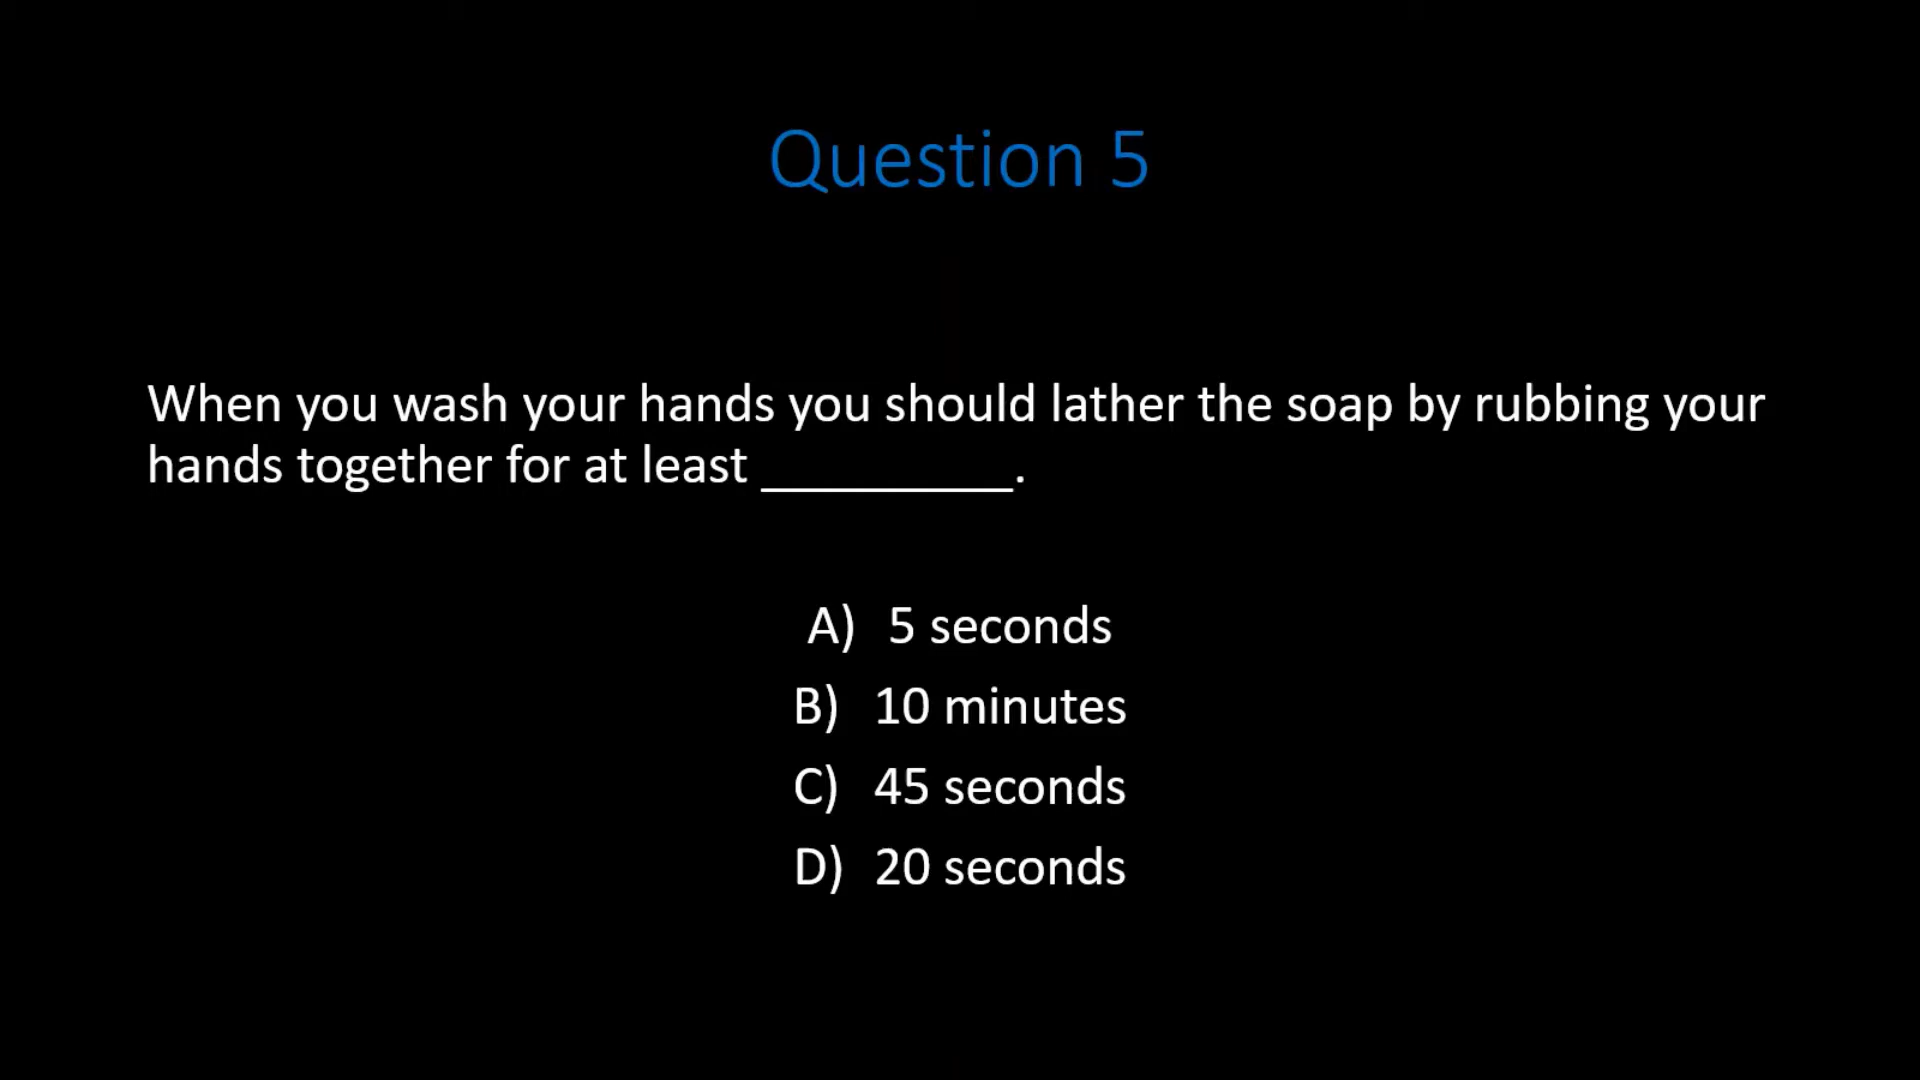 Question 5
When you wash your hands you should lather the soap by rubbing your
hands together for at least __________.
A) 5 seconds
B) 10 minutes
C) 45 seconds
D) 20 seconds